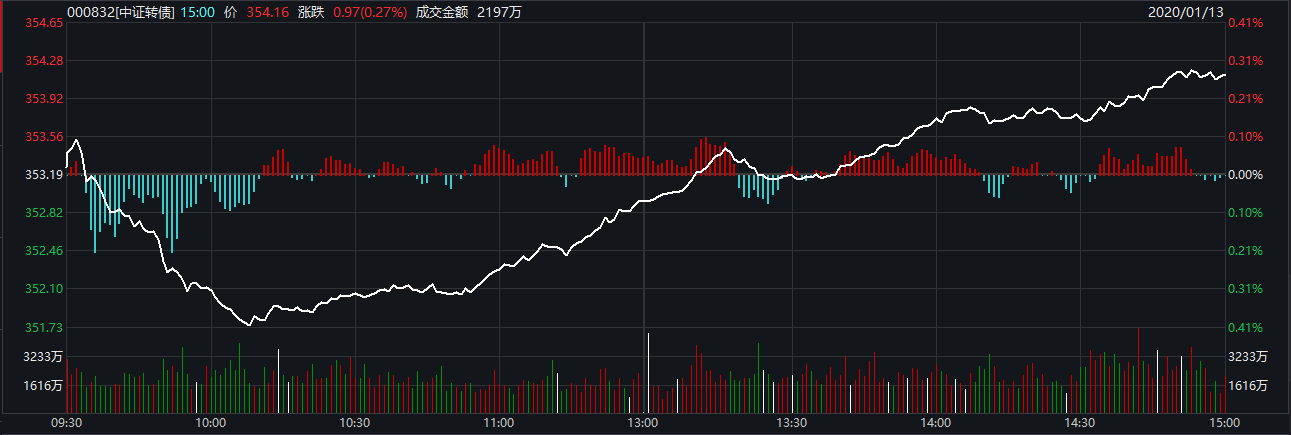 000832[中证转债] 15:00 价 354.16 涨跌 0.97(0.27%) 成交金额 2197万 2020/01/13
354.65 0.41%
354.28 0.31%
353.92 0.21%
353.56 0.10%
353.19 0.00%
352.82 0.10%
352.46 0.21%
352.10 0.31%
351.73 0.41%
3233万 3233万
1616万 1616万
09:30 10:00 10:30 11:00 13:00 13:30 14:00 14:30 15:00